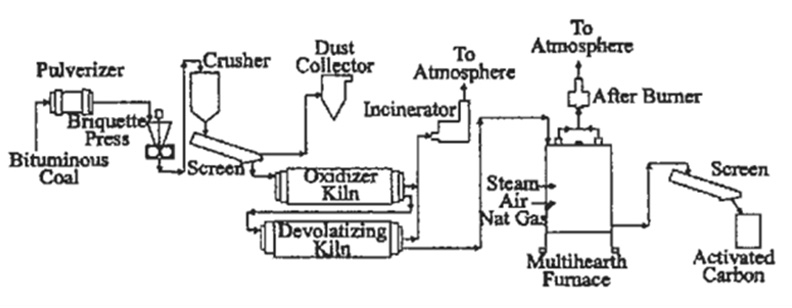 Pulverizer
Briquette
Press
Bituminous
Coal
Crusher
Screen
Dust
Collector
To
Atmosphere
Incinerator
Oxidizer
Kiln
Devolatizing
Kiln
To
Atmosphere
After Burner
Steam
Air
Nat Gas
Multihearth
Furnace
Screen
Activated
Carbon